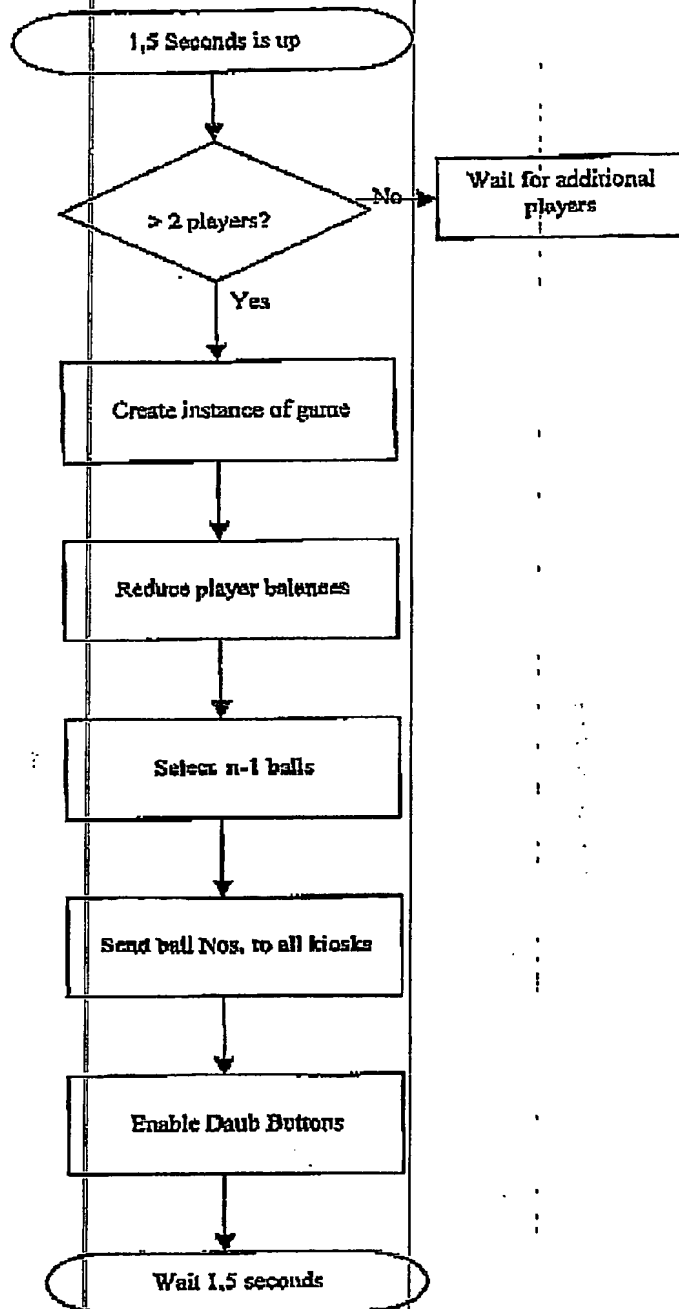 1,5 Seconds is up
> 2 players?
No
Wait for additional
players
Yes
Create instance of game
Reduce player balances
Select n-1 balls
Send ball Nos. to all kiosks
Enable Daub Buttons
Wait 1,5 seconds